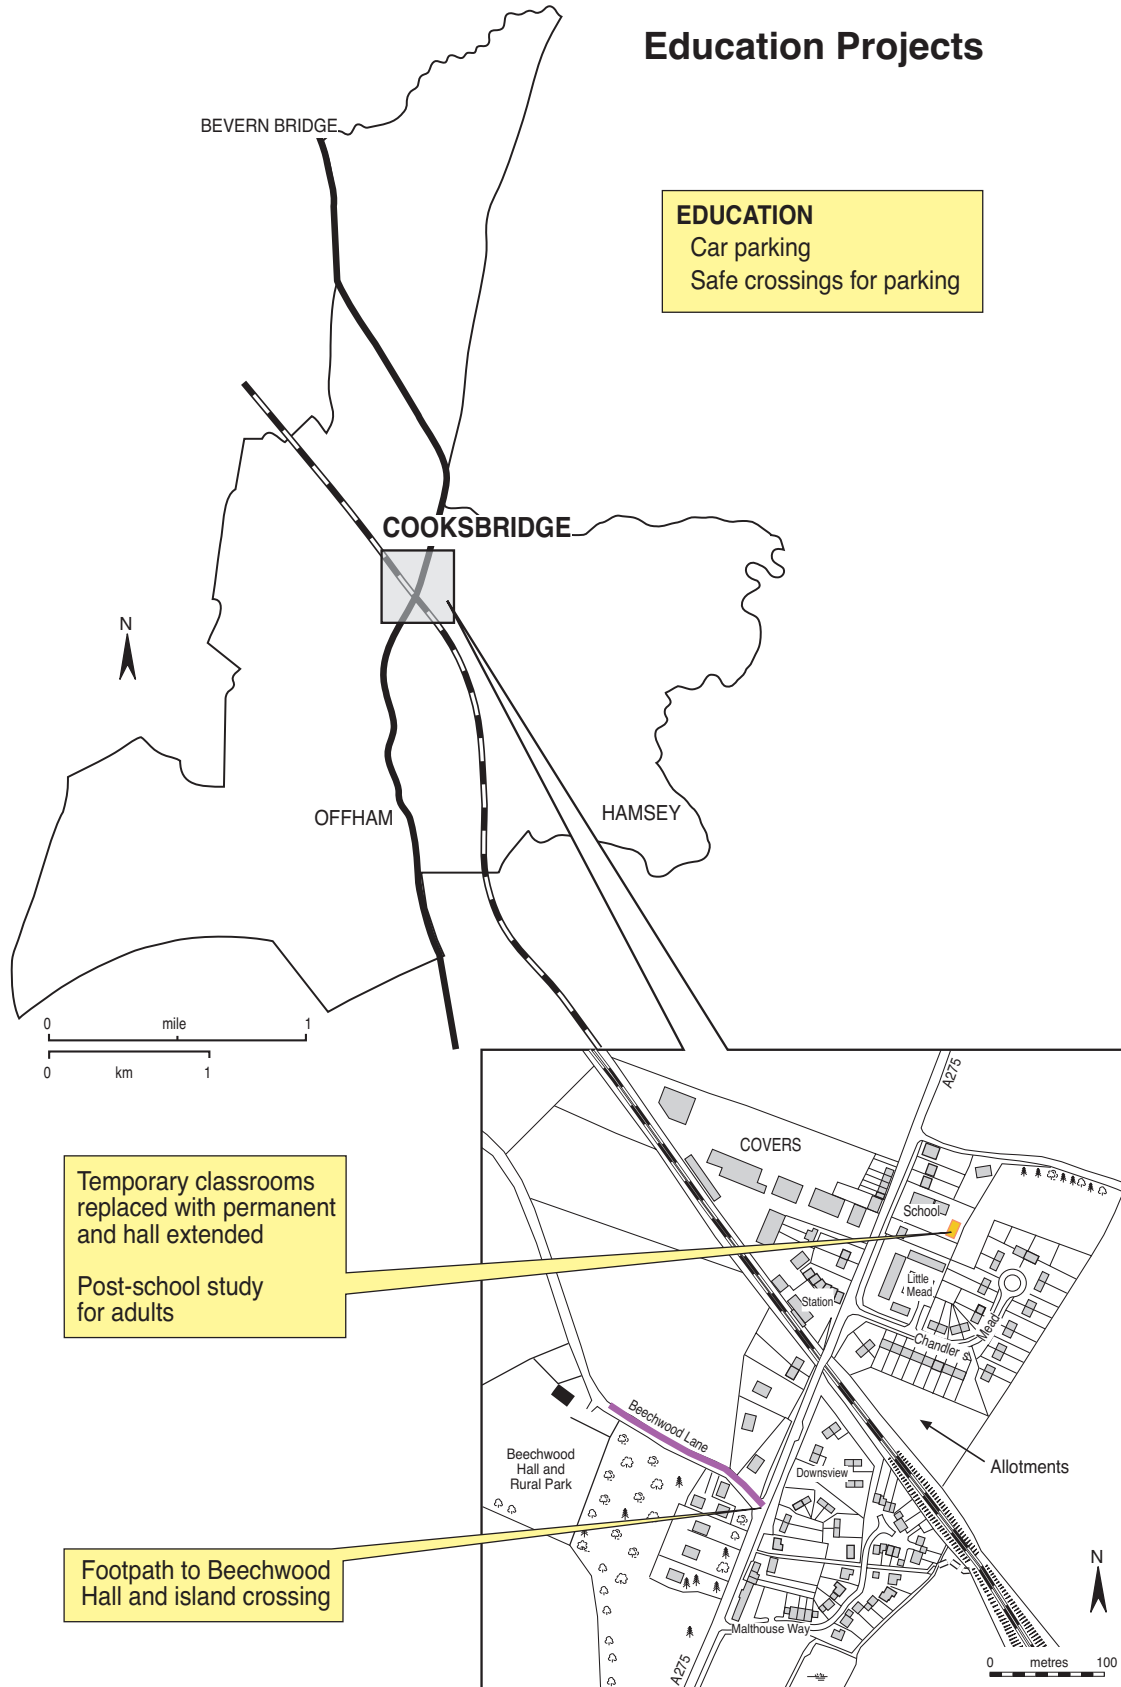 Education Projects
BEVERN BRIDGE
EDUCATION
Car parking
Safe crossings for parking
COOKSBRIDGE
N
OFFHAM
HAMSEY
0 mile 1
0 km 1
A275
COVERS
Temporary classrooms
replaced with permanent
and hall extended
Post-school study
for adults
School
Little
Mead
Station
Chandler s
Mead
Beechwood Lane
Beechwood
Hall and
Rural Park
Downsview
Allotments
Footpath to Beechwood
Hall and island crossing
N
Malthouse Way
A275
0 metres 100